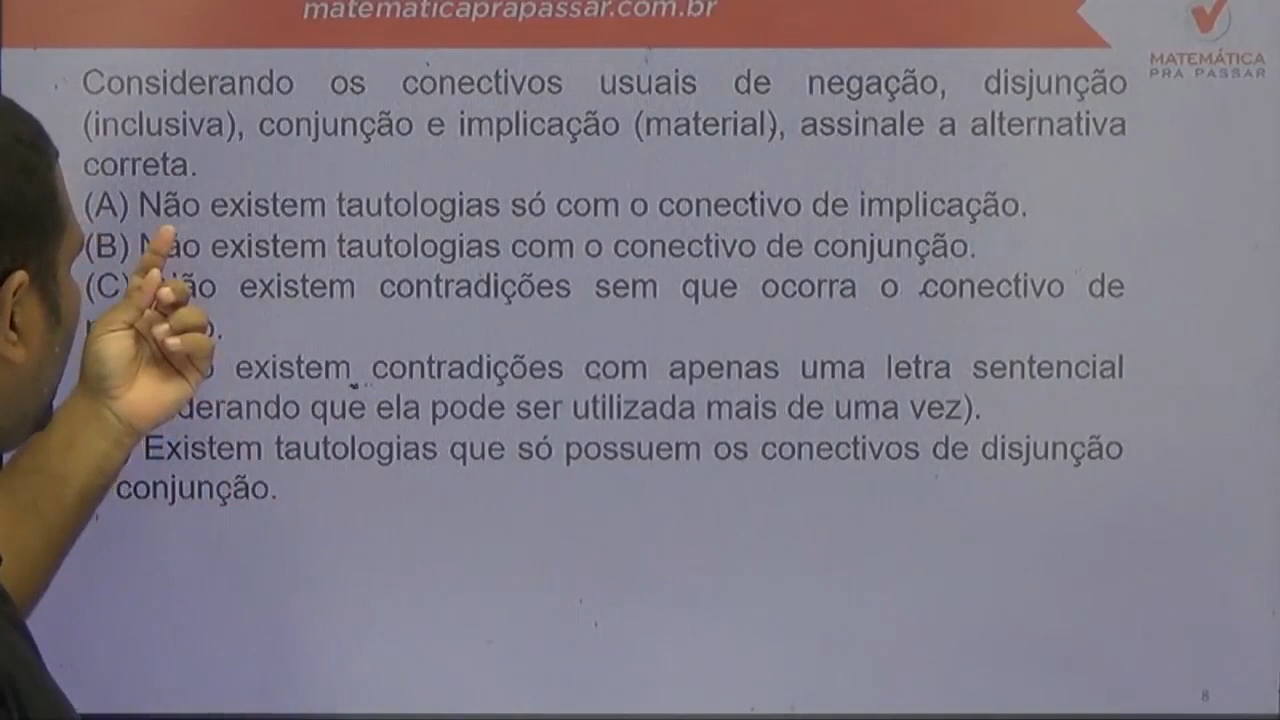 matematicaprapassar.com.br
MATEMÁTICA
PRA PASSAR
Considerando os conectivos usuais de negação, disjunção
(inclusiva), conjunção e implicação (material), assinale a alternativa
correta.
(A) Não existem tautologias só com o conectivo de implicação.
(B) Não existem tautologias com o conectivo de conjunção.
(C) Não existem contradições sem que ocorra o conectivo de
existem contradições com apenas uma letra sentencial
derando que ela pode ser utilizada mais de uma vez).
Existem tautologias que só possuem os conectivos de disjunção
conjunção.
8